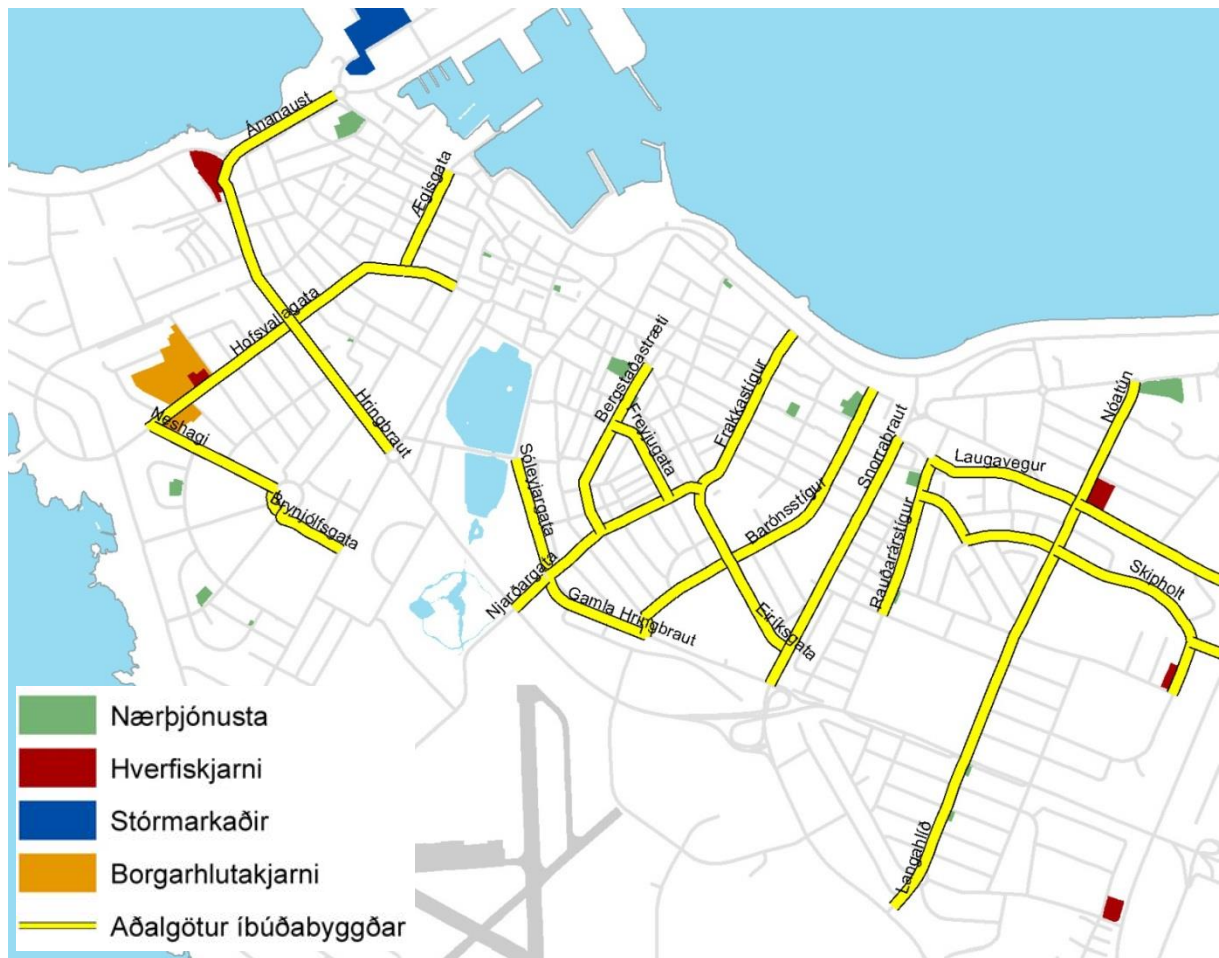 Ánanaust
Ægisgata
Hofsvallagata
Hringbraut
Neshagi
Brynjólfsgata
Bergstaðastræti
Freyjugata
Frakkastígur
Sóleyjargata
Njarðargata
Gamla Hringbraut
Barónsstígur
Eiríksgata
Snorrabraut
Rauðarárstígur
Laugavegur
Nóatún
Skipholt
Langahlíð
Nærþjónusta
Hverfiskjarni
Stórmarkaðir
Borgarhlutakjarni
Aðalgötur íbúðabyggðar